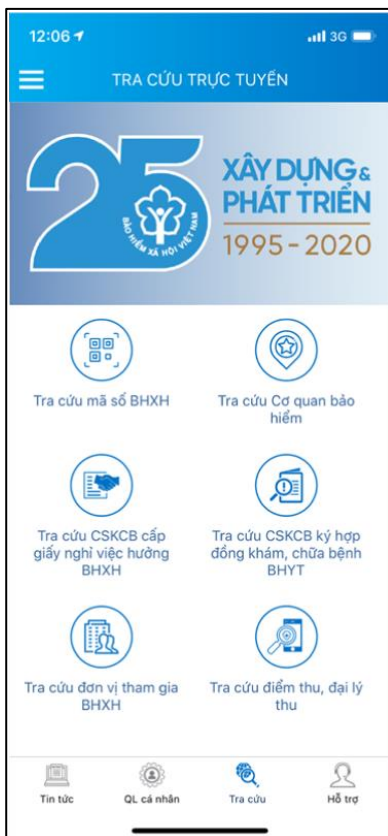 12:06
3G
TRA CỨU TRỰC TUYẾN
25
BẢO HIỂM XÃ HỘI VIỆT NAM
XÂY DỰNG &
PHÁT TRIỂN
1995 - 2020
Tra cứu mã số BHXH
Tra cứu Cơ quan bảo
hiểm
Tra cứu CSKCB cấp
giấy nghỉ việc hưởng
BHXH
Tra cứu CSKCB ký hợp
đồng khám, chữa bệnh
BHYT
Tra cứu đơn vị tham gia
BHXH
Tra cứu điểm thu, đại lý
thu
Tin tức
QL cá nhân
Tra cứu
Hỗ trợ